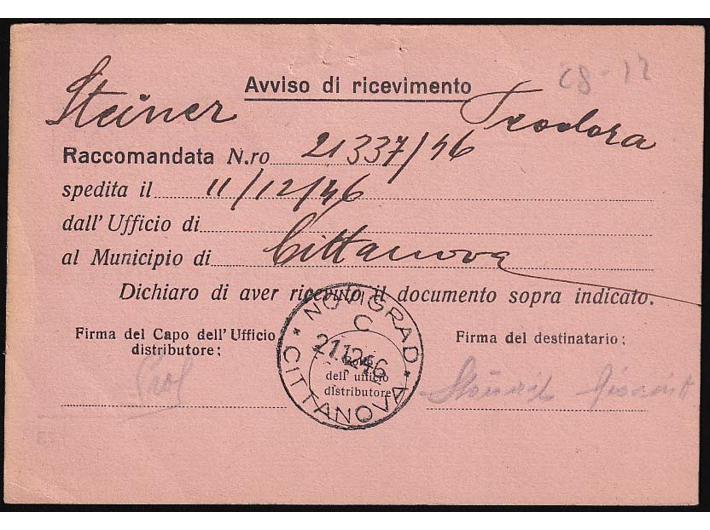 28-12
Avviso di ricevimento
Steiner Teodora
Raccomandata N.ro 21337/46
spedita il 11/12/46
dall'Ufficio di
al Municipio di Cittanova
Dichiaro di aver ricevuto il documento sopra indicato.
Firma del Capo dell'Ufficio distributore;
NOVIGRAD
C
21.12.46
CITTANOVA
dell' ufficio
distributore
Firma del destinatario;